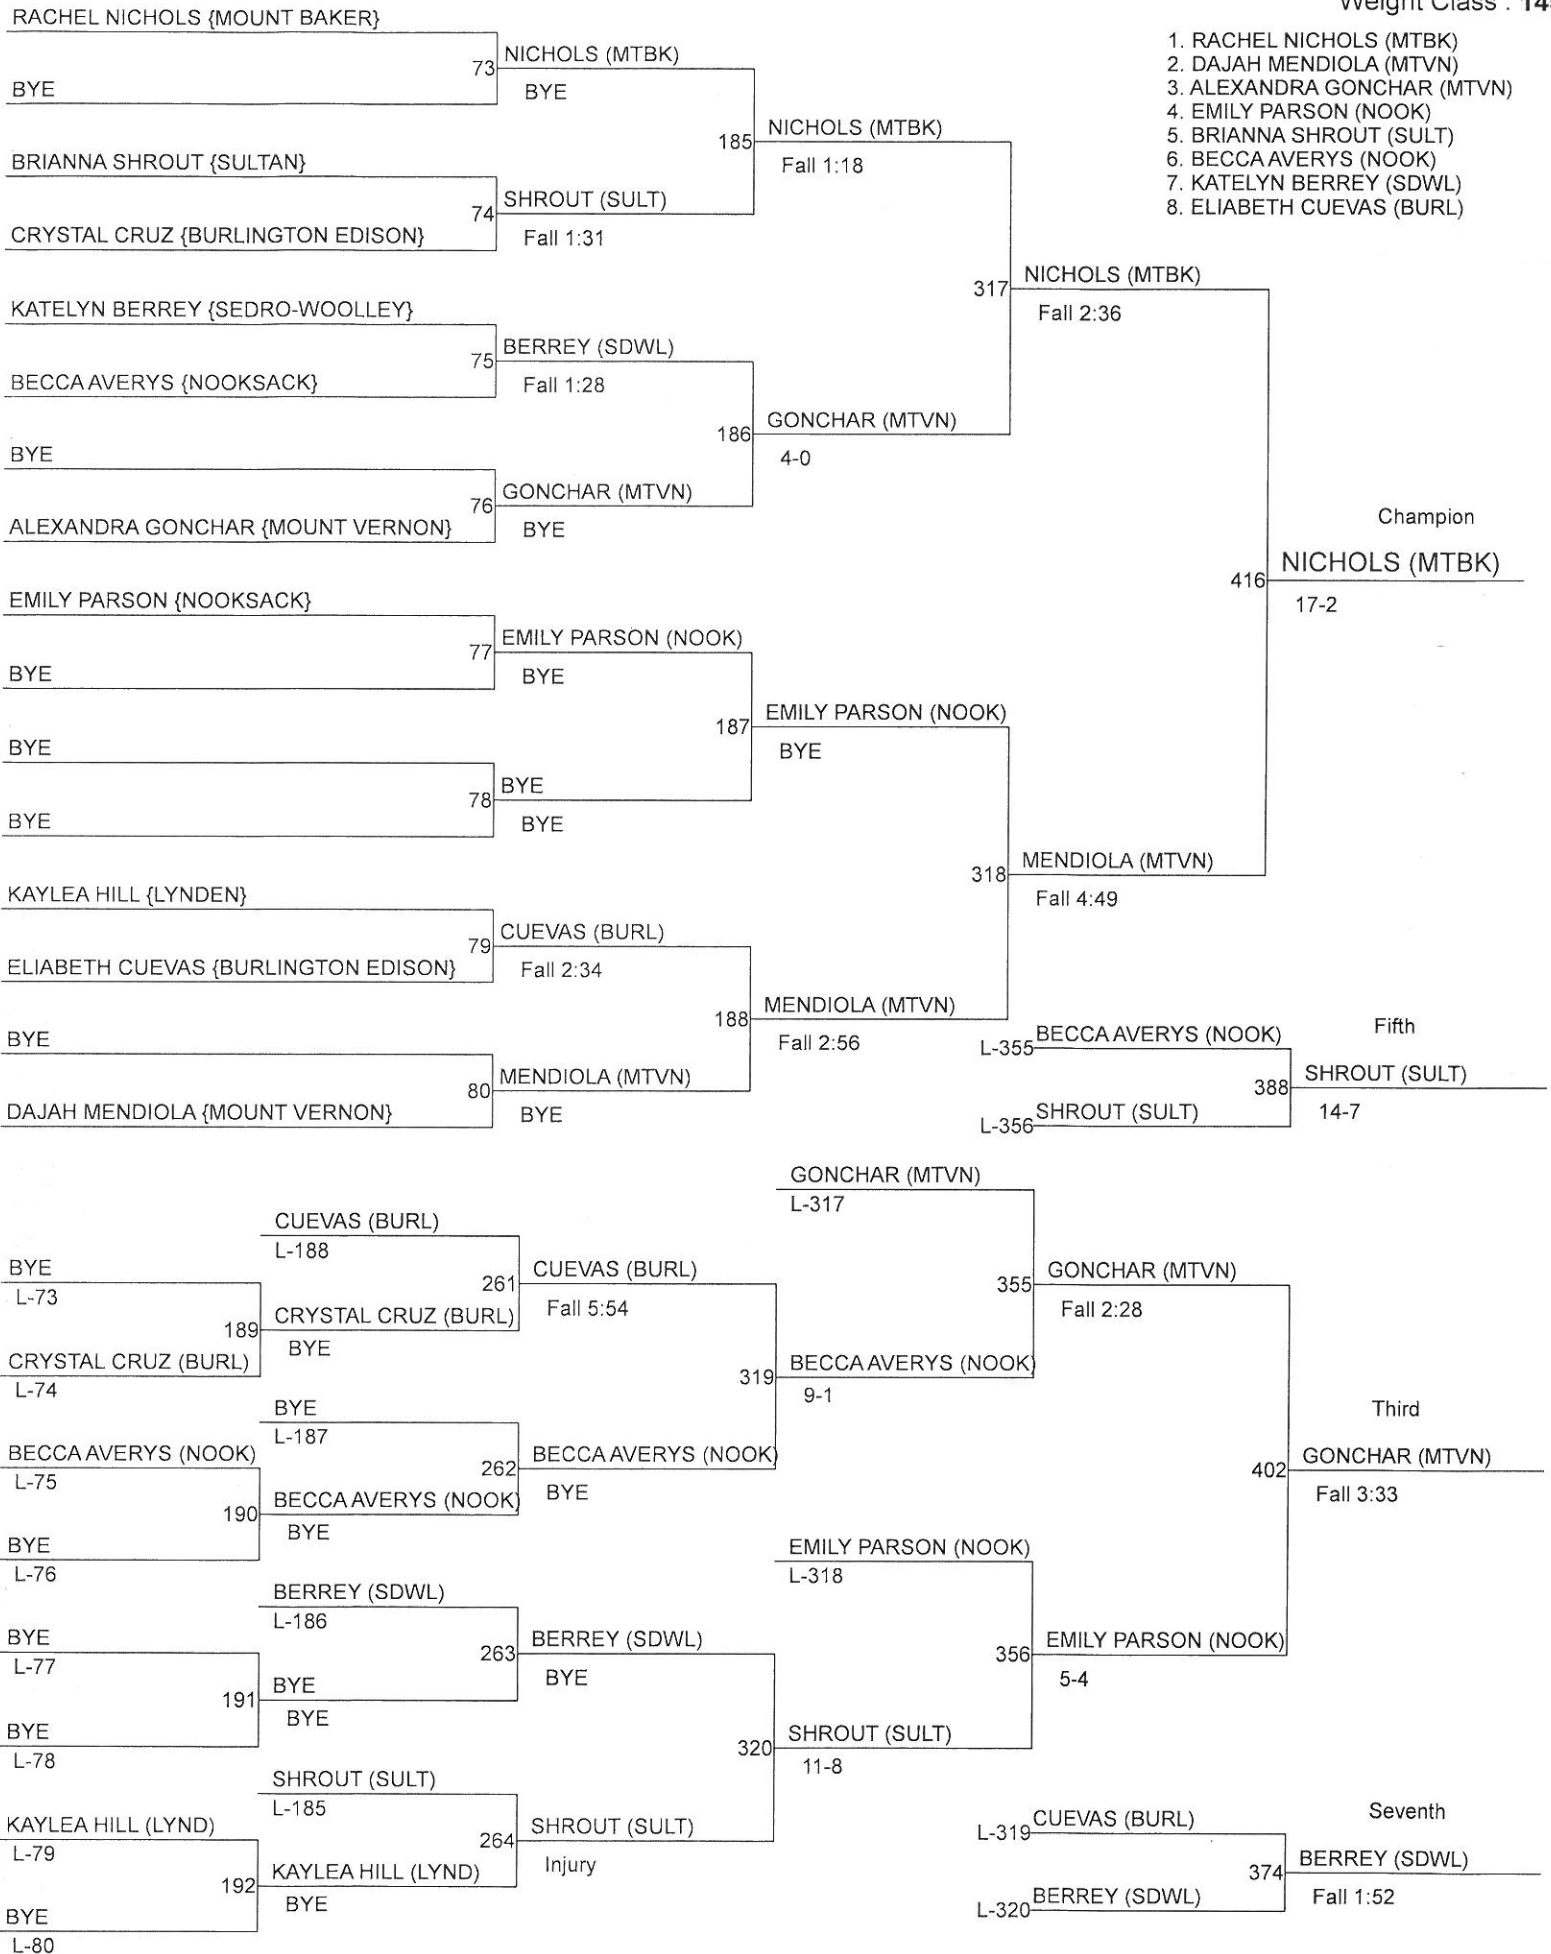 Weight Class :
1. RACHEL NICHOLS (MTBK)
2. DAJAH MENDIOLA (MTVN)
3. ALEXANDRA GONCHAR (MTVN)
4. EMILY PARSON (NOOK)
5. BRIANNA SHROUT (SULT)
6. BECCA AVERYS (NOOK)
7. KATELYN BERREY (SDWL)
8. ELIABETH CUEVAS (BURL)
RACHEL NICHOLS {MOUNT BAKER}
73
BYE
NICHOLS (MTBK)
BYE
BRIANNA SHROUT {SULTAN}
74
CRYSTAL CRUZ {BURLINGTON EDISON}
SHROUT (SULT)
Fall 1:31
185
NICHOLS (MTBK)
Fall 1:18
KATELYN BERREY {SEDRO-WOOLLEY}
75
BECCA AVERYS {NOOKSACK}
BERREY (SDWL)
Fall 1:28
BYE
76
ALEXANDRA GONCHAR {MOUNT VERNON}
GONCHAR (MTVN)
BYE
186
GONCHAR (MTVN)
4-0
317
NICHOLS (MTBK)
Fall 2:36
EMILY PARSON {NOOKSACK}
77
BYE
EMILY PARSON (NOOK)
BYE
BYE
78
BYE
BYE
BYE
187
EMILY PARSON (NOOK)
BYE
KAYLEA HILL {LYNDEN}
79
ELIABETH CUEVAS {BURLINGTON EDISON}
CUEVAS (BURL)
Fall 2:34
BYE
80
DAJAH MENDIOLA {MOUNT VERNON}
MENDIOLA (MTVN)
BYE
188
MENDIOLA (MTVN)
Fall 2:56
318
MENDIOLA (MTVN)
Fall 4:49
416
Champion
NICHOLS (MTBK)
17-2
L-355
BECCA AVERYS (NOOK)
L-356
SHROUT (SULT)
388
Fifth
SHROUT (SULT)
14-7
BYE
L-73
189
CRYSTAL CRUZ (BURL)
L-74
CUEVAS (BURL)
L-188
261
CRYSTAL CRUZ (BURL)
BYE
CUEVAS (BURL)
Fall 5:54
BECCA AVERYS (NOOK)
L-75
190
BYE
L-76
BYE
L-187
262
BECCA AVERYS (NOOK)
BYE
BECCA AVERYS (NOOK)
BYE
319
GONCHAR (MTVN)
L-317
355
BECCA AVERYS (NOOK)
9-1
GONCHAR (MTVN)
Fall 2:28
BYE
L-77
191
BYE
L-78
BERREY (SDWL)
L-186
263
BYE
BYE
BERREY (SDWL)
BYE
KAYLEA HILL (LYND)
L-79
192
BYE
L-80
SHROUT (SULT)
L-185
264
KAYLEA HILL (LYND)
BYE
SHROUT (SULT)
Injury
320
EMILY PARSON (NOOK)
L-318
356
SHROUT (SULT)
11-8
EMILY PARSON (NOOK)
5-4
402
Third
GONCHAR (MTVN)
Fall 3:33
L-319
CUEVAS (BURL)
L-320
BERREY (SDWL)
374
Seventh
BERREY (SDWL)
Fall 1:52